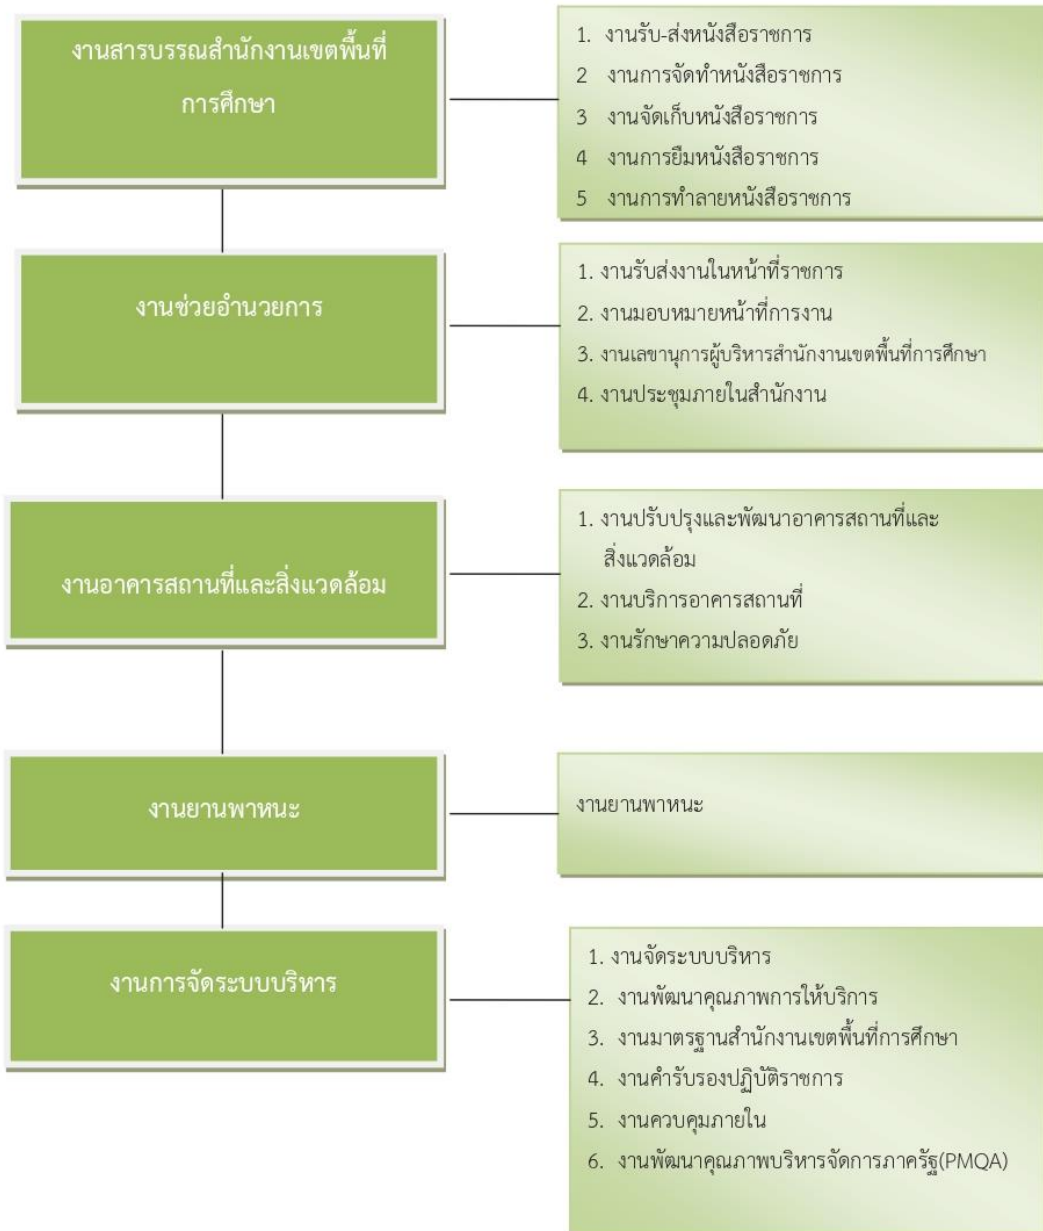 งานสารบรรณสำนักงานเขตพื้นที่
การศึกษา
1. งานรับ-ส่งหนังสือราชการ
2 งานการจัดทำหนังสือราชการ
3 งานจัดเก็บหนังสือราชการ
4 งานการยืมหนังสือราชการ
5 งานการทำลายหนังสือราชการ
งานช่วยอำนวยการ
1. งานรับส่งงานในหน้าที่ราชการ
2. งานมอบหมายหน้าที่การงาน
3. งานเลขานุการผู้บริหารสำนักงานเขตพื้นที่การศึกษา
4. งานประชุมภายในสำนักงาน
งานอาคารสถานที่และสิ่งแวดล้อม
1. งานปรับปรุงและพัฒนาอาคารสถานที่และ
สิ่งแวดล้อม
2. งานบริการอาคารสถานที่
3. งานรักษาความปลอดภัย
งานยานพาหนะ
งานยานพาหนะ
งานการจัดระบบบริหาร
1. งานจัดระบบบริหาร
2. งานพัฒนาคุณภาพการให้บริการ
3. งานมาตรฐานสำนักงานเขตพื้นที่การศึกษา
4. งานคำรับรองปฏิบัติราชการ
5. งานควบคุมภายใน
6. งานพัฒนาคุณภาพบริหารจัดการภาครัฐ(PMQA)